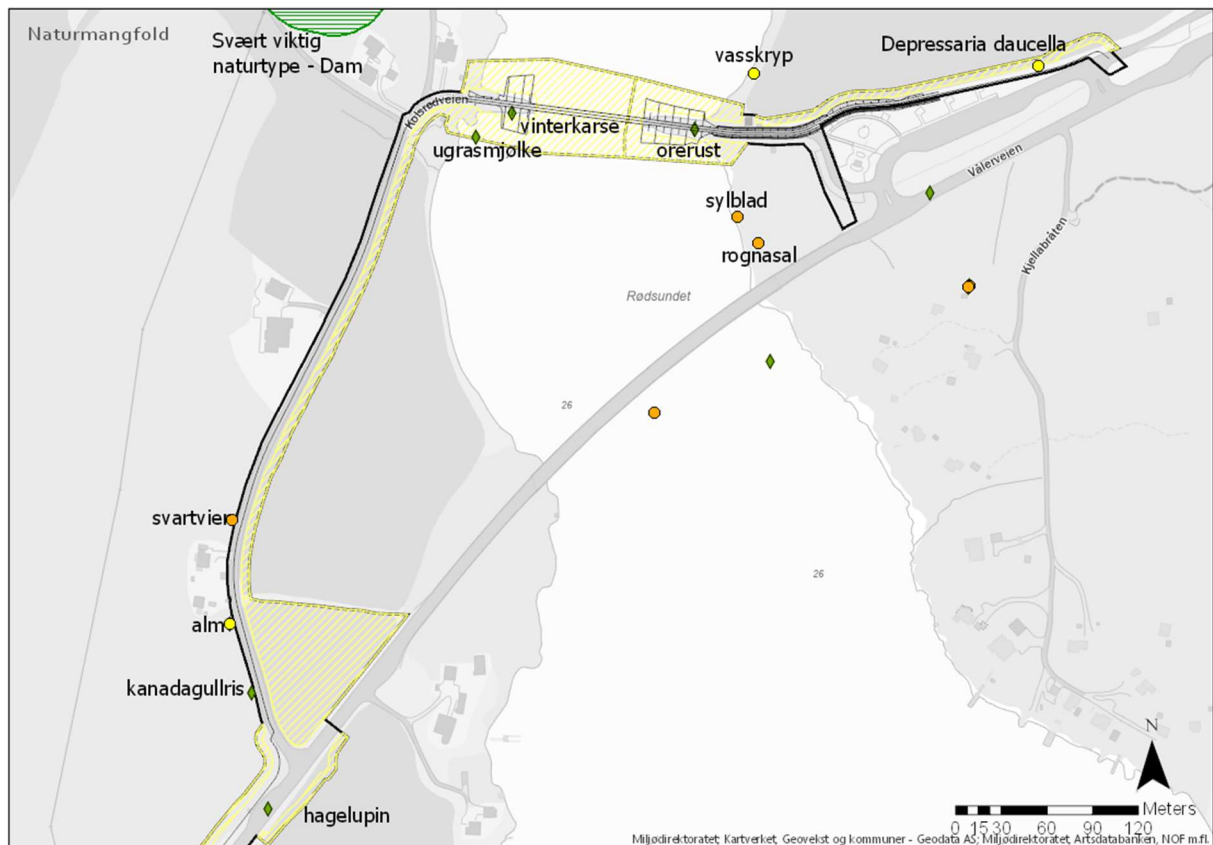 Naturmangfold
Svært viktig
naturtype - Dam
vasskryp
Depressaria daucella
Kolsrødveien
vinterkarse
ugrasmjølke
orerust
Vålerveien
sylblad
rognasal
Kjellabråten
Rødsundet
26
svartvier
26
alm
kanadagullris
hagelupin
N
Meters
0 15 30 60 90 120
Miljødirektoratet, Kartverket, Geovekst og kommuner - Geodata AS; Miljødirektoratet, Artsdatabanken, NOF m.fl.